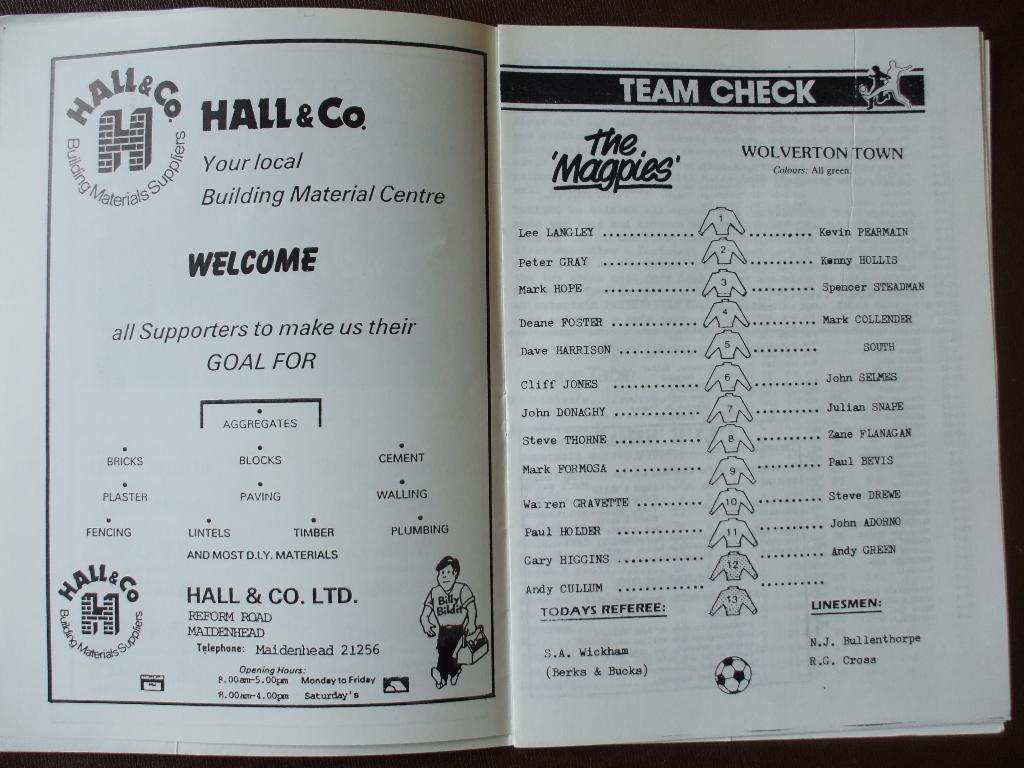 HALL & Co.
H
Building Materials Suppliers
HALL & Co.
Your local
Building Material Centre
WELCOME
all Supporters to make us their
GOAL FOR
AGGREGATES
BRICKS BLOCKS CEMENT
PLASTER PAVING WALLING
FENCING LINTELS TIMBER PLUMBING
AND MOST D.I.Y. MATERIALS
HALL & Co
H
Building Materials Suppliers
HALL & CO. LTD.
REFORM ROAD
MAIDENHEAD
Telephone: Maidenhead 21256
Opening Hours:
8.00am-5.00pm Monday to Friday
8.00am-4.00pm Saturday's
Billy
Bildit
TEAM CHECK
The
'Magpies'
WOLVERTON TOWN
Colours: All green.
Lee LANGLEY ............... 1 ............ Kevin PEARMAIN
Peter GRAY ............... 2 ............ Kenny HOLLIS
Mark HOPE ................ 3 ............ Spencer STEADMAN
Deane FOSTER .............. 4 ............ Mark COLLENDER
Dave HARRISON ............. 5 ............ SOUTH
Cliff JONES .............. 6 ............ John SELMES
John DONAGHY .............. 7 ............ Julian SNAPE
Steve THORNE .............. 8 ............ Zane FLANAGAN
Mark FORMOSA .............. 9 ............ Paul BEVIS
Warren GRAVETTE ........... 10 ............ Steve DREWE
Paul HOLDER .............. 11 ............ John ADORNO
Gary HIGGINS .............. 12 ............ Andy GREEN
Andy CULLUM .............. 13 ............
TODAYS REFEREE:
S.A. Wickham
(Berks & Bucks)
LINESMEN:
N.J. Bullenthorpe
R.G. Cross